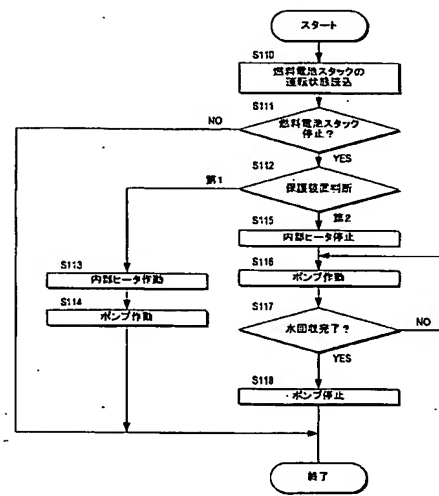 スタート
S110
燃料電池スタックの
運転状態読込
S111
NO
燃料電池スタック
停止?
YES
S112
保護装置判断
第1
第2
S115
内部ヒータ停止
S113
内部ヒータ作動
S116
ポンプ作動
S114
ポンプ作動
S117
水回収完了?
NO
YES
S118
ポンプ停止
終了